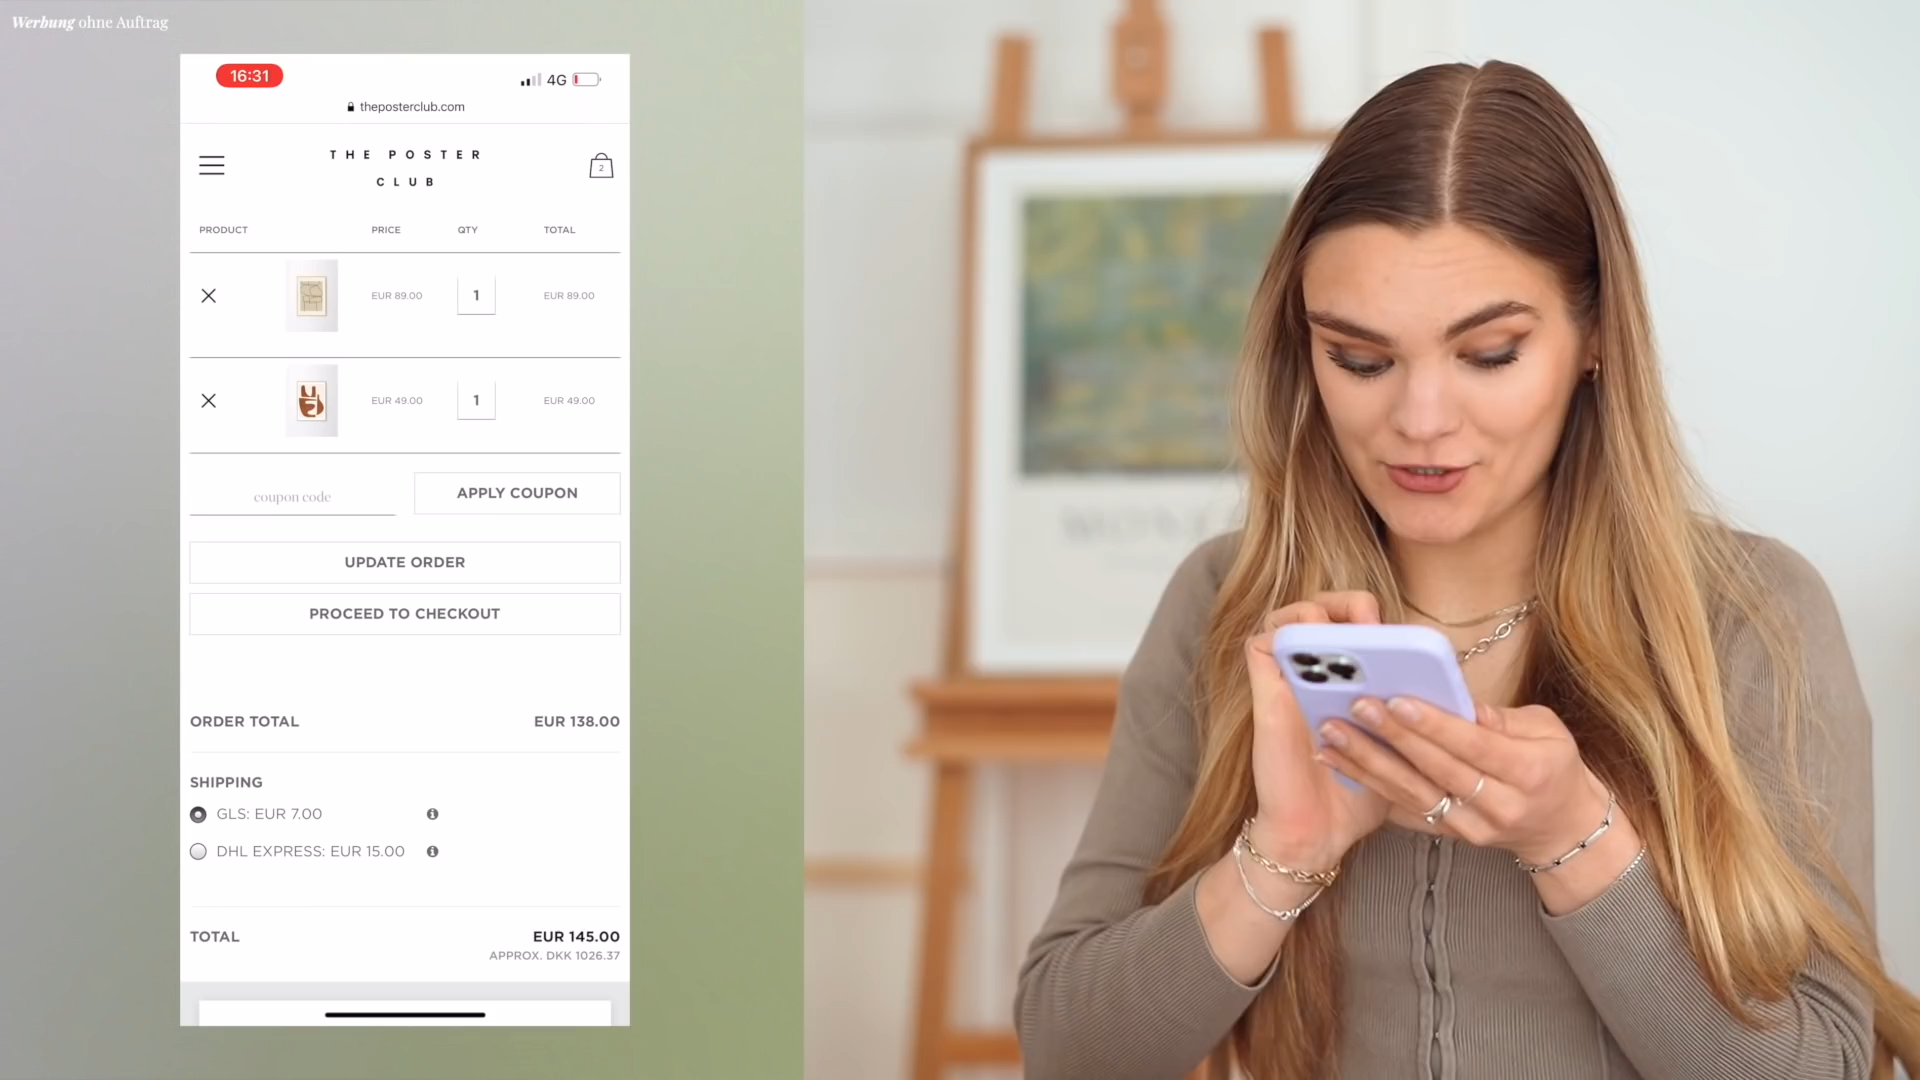 Werbung ohne Auftrag
16:31
4G
theposterclub.com
THE POSTER
CLUB
2
PRODUCT PRICE QTY TOTAL
EUR 89.00 1 EUR 89.00
EUR 49.00 1 EUR 49.00
coupon code APPLY COUPON
UPDATE ORDER
PROCEED TO CHECKOUT
ORDER TOTAL EUR 138.00
SHIPPING
GLS: EUR 7.00
DHL EXPRESS: EUR 15.00
TOTAL EUR 145.00
APPROX. DKK 1026.37